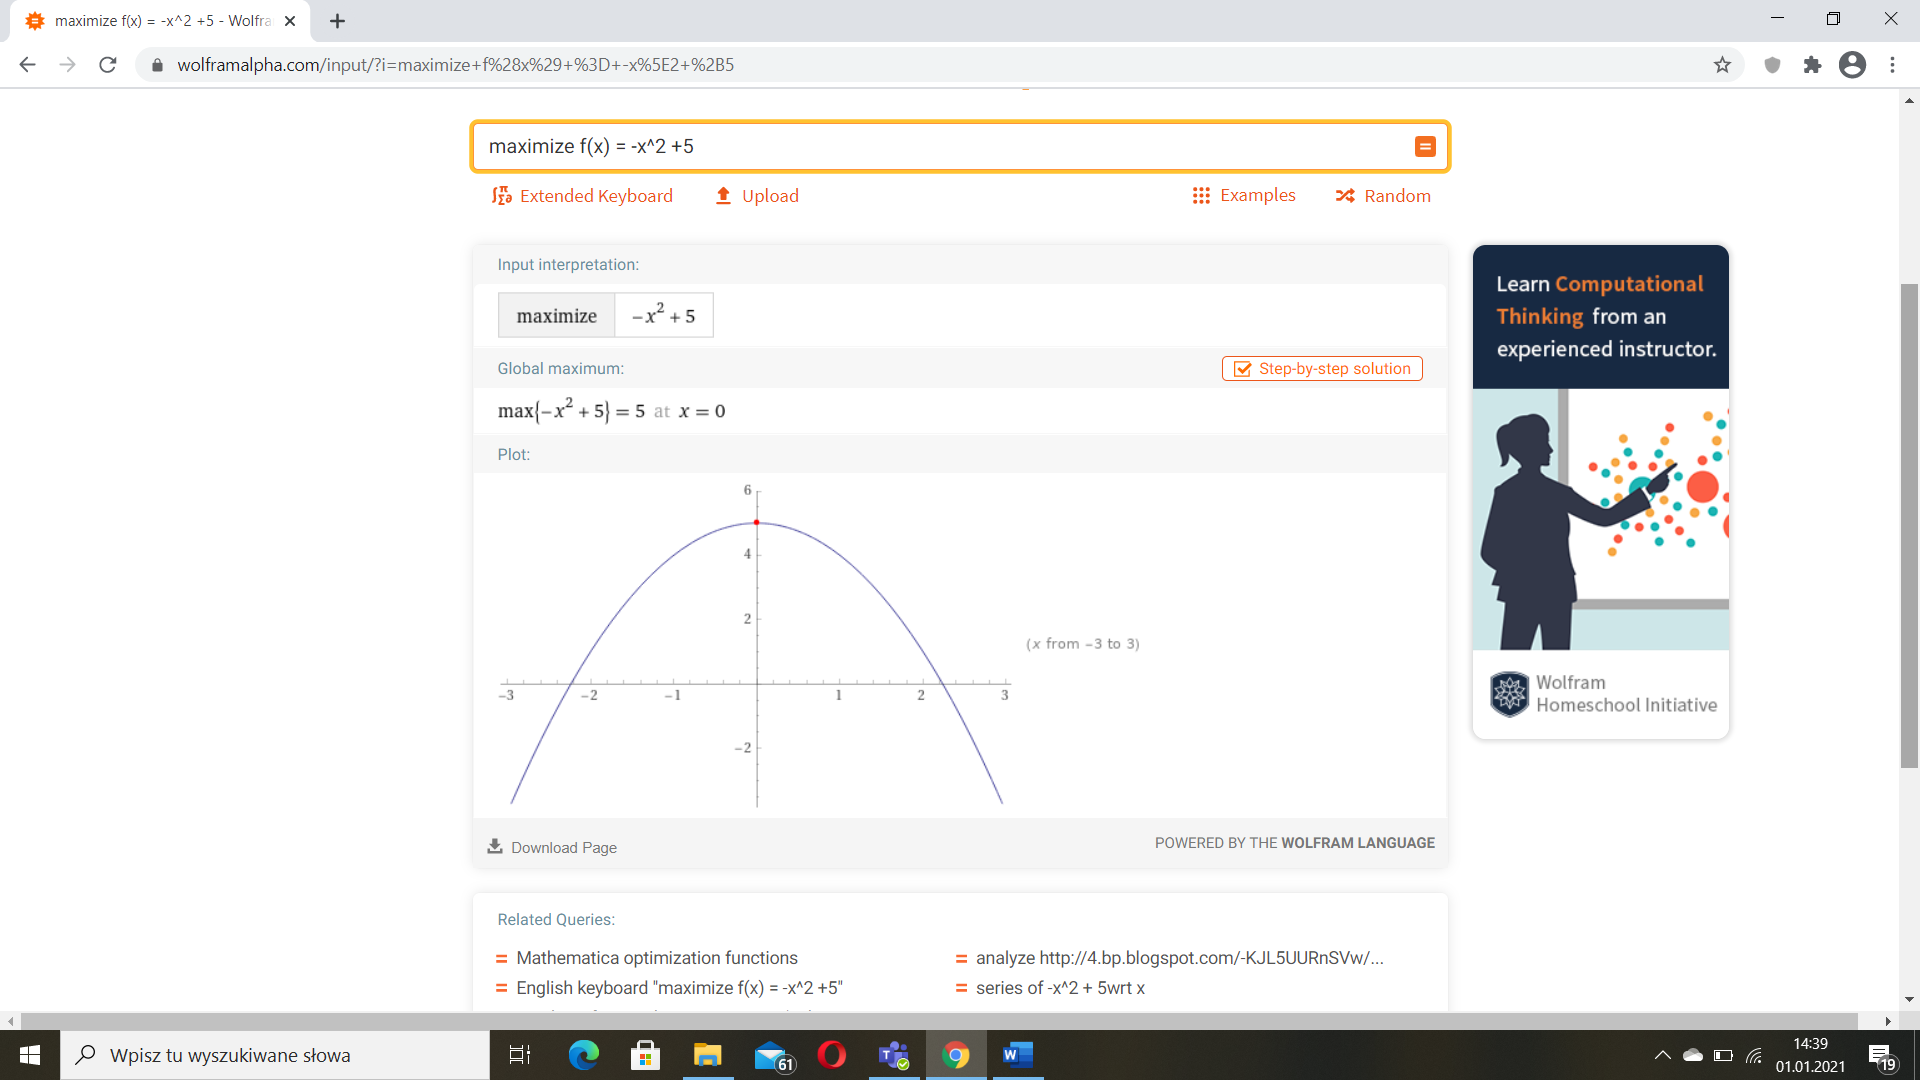 maximize f(x) = -x^2 +5 - Wolfra
wolframalpha.com/input/?i=maximize+f%28x%29+%3D+-x%5E2+%2B5
maximize f(x) = -x^2 +5
Extended Keyboard Upload Examples Random
Input interpretation:
maximize −x² + 5
Global maximum: Step-by-step solution
max{−x² + 5} = 5 at x = 0
Plot:
6
4
2
(x from −3 to 3)
−3 −2 −1 1 2 3
−2
Download Page POWERED BY THE WOLFRAM LANGUAGE
Related Queries:
= Mathematica optimization functions = analyze http://4.bp.blogspot.com/-KJL5UURnSVw/...
= English keyboard "maximize f(x) = -x^2 +5" = series of -x^2 + 5wrt x
Learn Computational
Thinking from an
experienced instructor.
Wolfram
Homeschool Initiative
Wpisz tu wyszukiwane słowa
61
14:39
01.01.2021
19